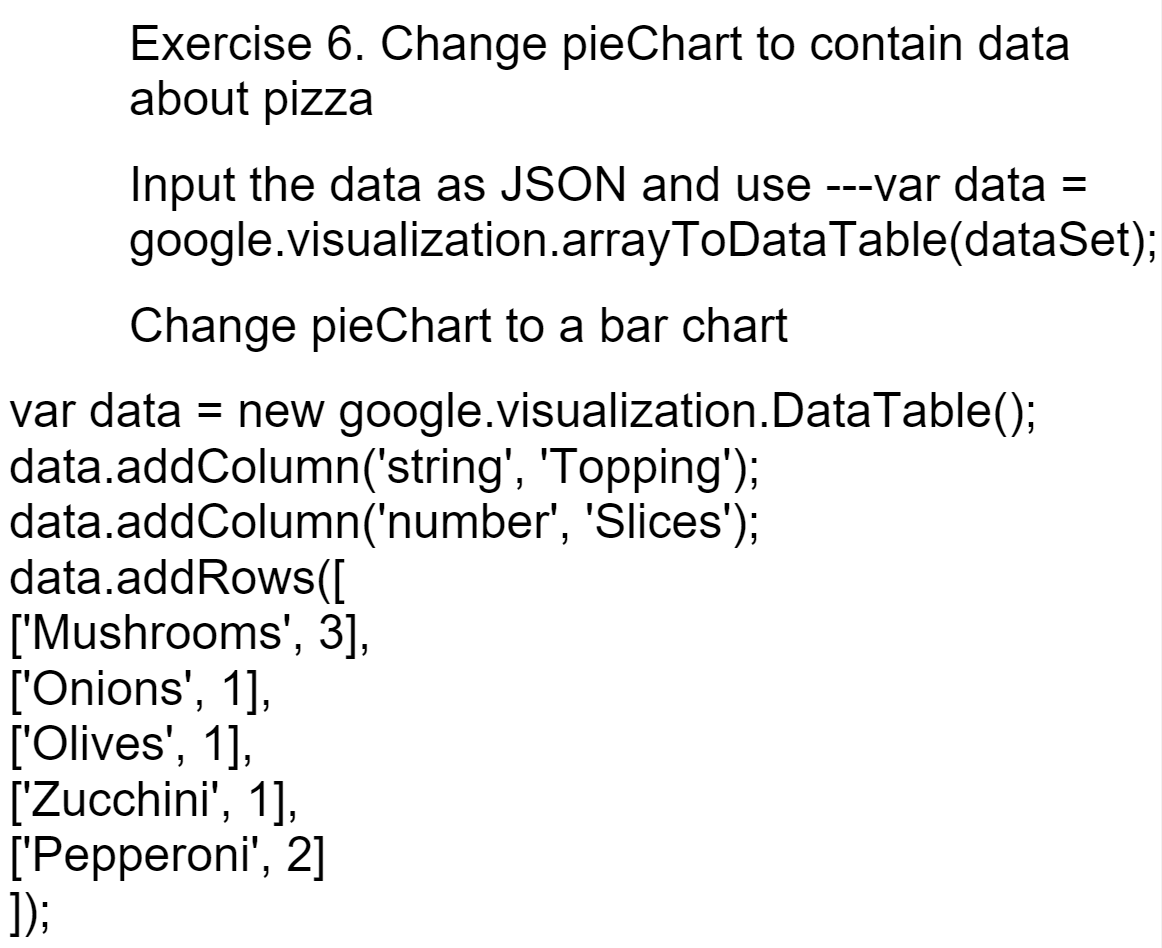 Exercise 6. Change pieChart to contain data
about pizza
Input the data as JSON and use ---var data =
google.visualization.arrayToDataTable(dataSet);
Change pieChart to a bar chart
var data = new google.visualization.DataTable();
data.addColumn('string', 'Topping');
data.addColumn('number', 'Slices');
data.addRows([
['Mushrooms', 3],
['Onions', 1],
['Olives', 1],
['Zucchini', 1],
['Pepperoni', 2]
]);